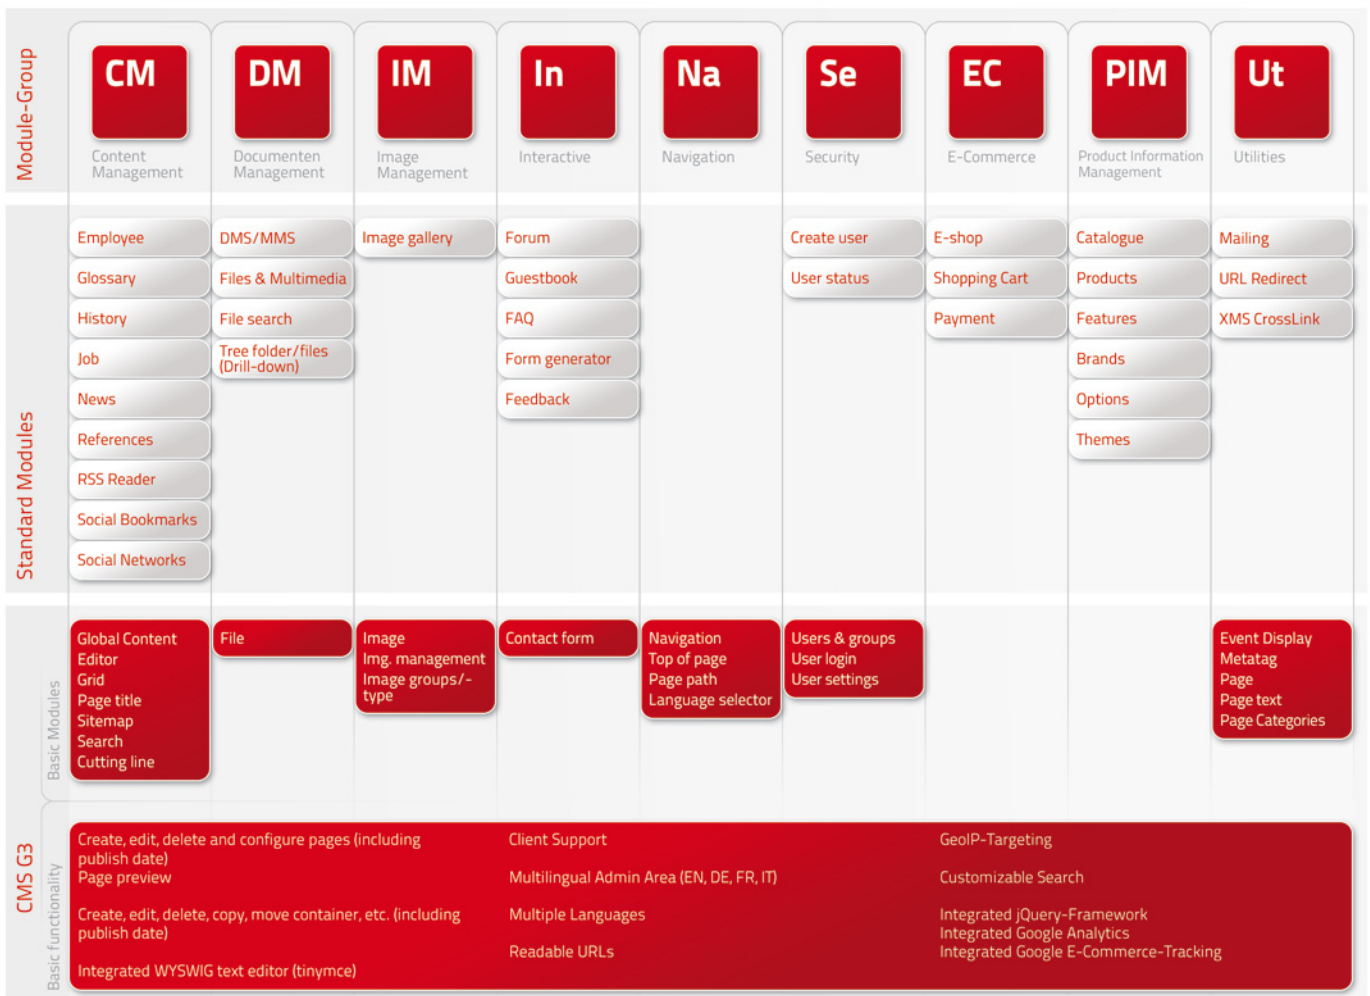 Module-Group
CM
DM
IM
In
Na
Se
EC
PIM
Ut
Content
Management
Documenten
Management
Image
Management
Interactive
Navigation
Security
E-Commerce
Product Information
Management
Utilities
Standard Modules
Employee
Glossary
History
Job
News
References
RSS Reader
Social Bookmarks
Social Networks
DMS/MMS
Files & Multimedia
File search
Tree folder/files
(Drill-down)
Image gallery
Forum
Guestbook
FAQ
Form generator
Feedback
Create user
User status
E-shop
Shopping Cart
Payment
Catalogue
Products
Features
Brands
Options
Themes
Mailing
URL Redirect
XMS CrossLink
CMS G3
Basic Modules
Global Content
Editor
Grid
Page title
Sitemap
Search
Cutting line
File
Image
Img. management
Image groups/-
type
Contact form
Navigation
Top of page
Page path
Language selector
Users & groups
User login
User settings
Event Display
Metatag
Page
Page text
Page Categories
Basic functionality
Create, edit, delete and configure pages (including
publish date)
Page preview
Create, edit, delete, copy, move container, etc. (including
publish date)
Integrated WYSWIG text editor (tinymce)
Client Support
Multilingual Admin Area (EN, DE, FR, IT)
Multiple Languages
Readable URLs
GeoIP-Targeting
Customizable Search
Integrated jQuery-Framework
Integrated Google Analytics
Integrated Google E-Commerce-Tracking